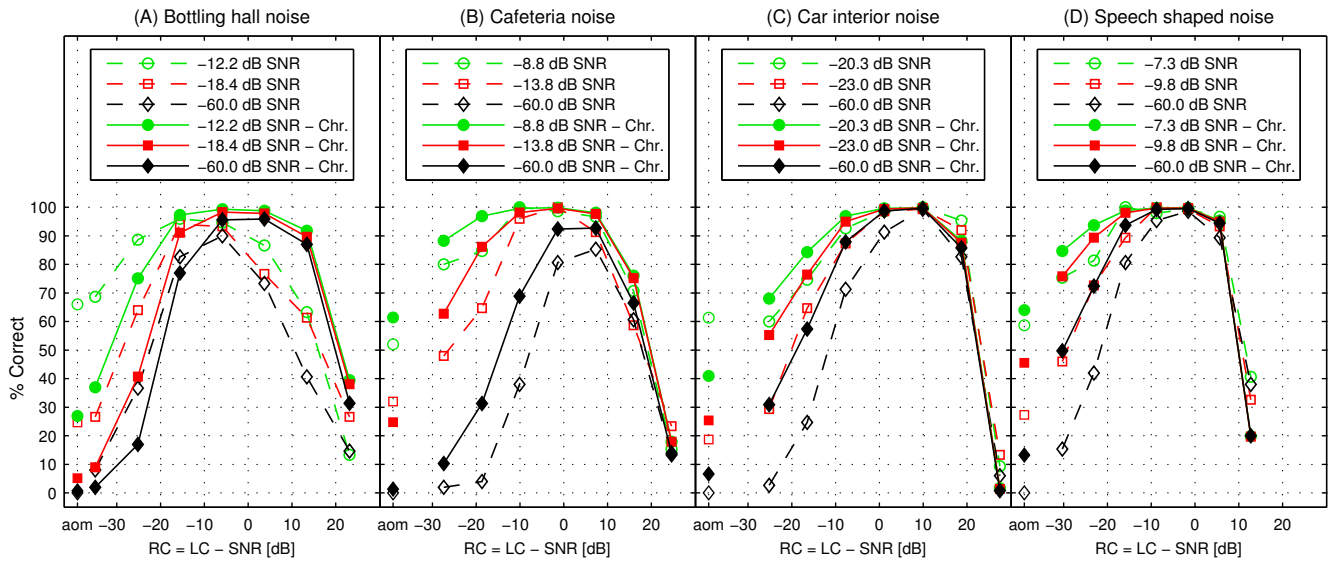 (A) Bottling hall noise
−12.2 dB SNR
−18.4 dB SNR
−60.0 dB SNR
−12.2 dB SNR − Chr.
−18.4 dB SNR − Chr.
−60.0 dB SNR − Chr.
% Correct
100
90
80
70
60
50
40
30
20
10
0
aom −30 −20 −10 0 10 20
RC = LC − SNR [dB]
(B) Cafeteria noise
−8.8 dB SNR
−13.8 dB SNR
−60.0 dB SNR
−8.8 dB SNR − Chr.
−13.8 dB SNR − Chr.
−60.0 dB SNR − Chr.
aom −30 −20 −10 0 10 20
RC = LC − SNR [dB]
(C) Car interior noise
−20.3 dB SNR
−23.0 dB SNR
−60.0 dB SNR
−20.3 dB SNR − Chr.
−23.0 dB SNR − Chr.
−60.0 dB SNR − Chr.
aom −30 −20 −10 0 10 20
RC = LC − SNR [dB]
(D) Speech shaped noise
−7.3 dB SNR
−9.8 dB SNR
−60.0 dB SNR
−7.3 dB SNR − Chr.
−9.8 dB SNR − Chr.
−60.0 dB SNR − Chr.
aom −30 −20 −10 0 10 20
RC = LC − SNR [dB]